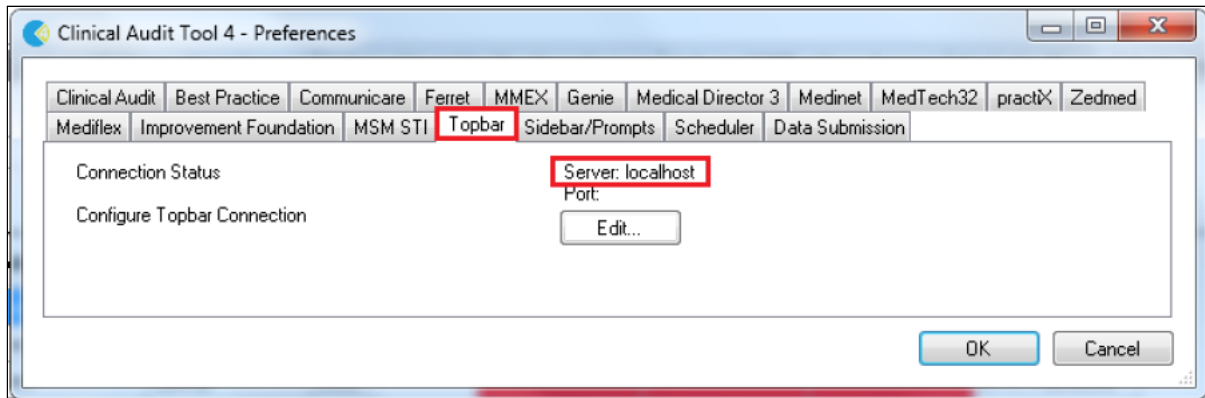 Clinical Audit Tool 4 - Preferences
Clinical Audit Best Practice Communicare Ferret MMEX Genie Medical Director 3 Medinet MedTech32 practiX Zedmed
Mediflex Improvement Foundation MSM STI Topbar Sidebar/Prompts Scheduler Data Submission
Connection Status Server: localhost
Port:
Configure Topbar Connection Edit...
OK Cancel